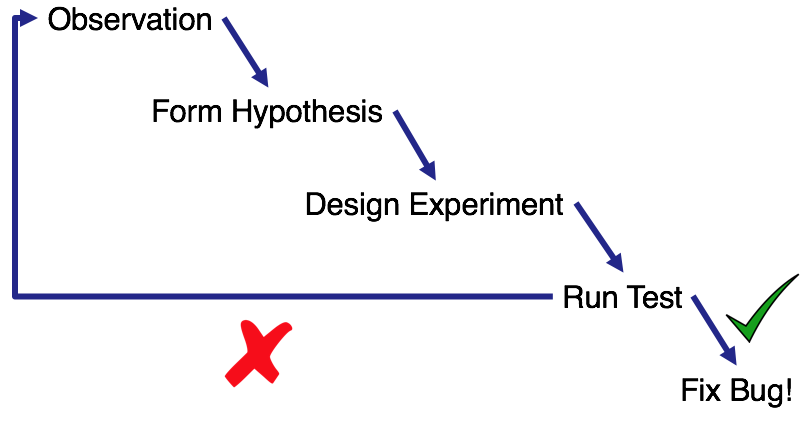 Observation
Form Hypothesis
Design Experiment
Run Test
Fix Bug!